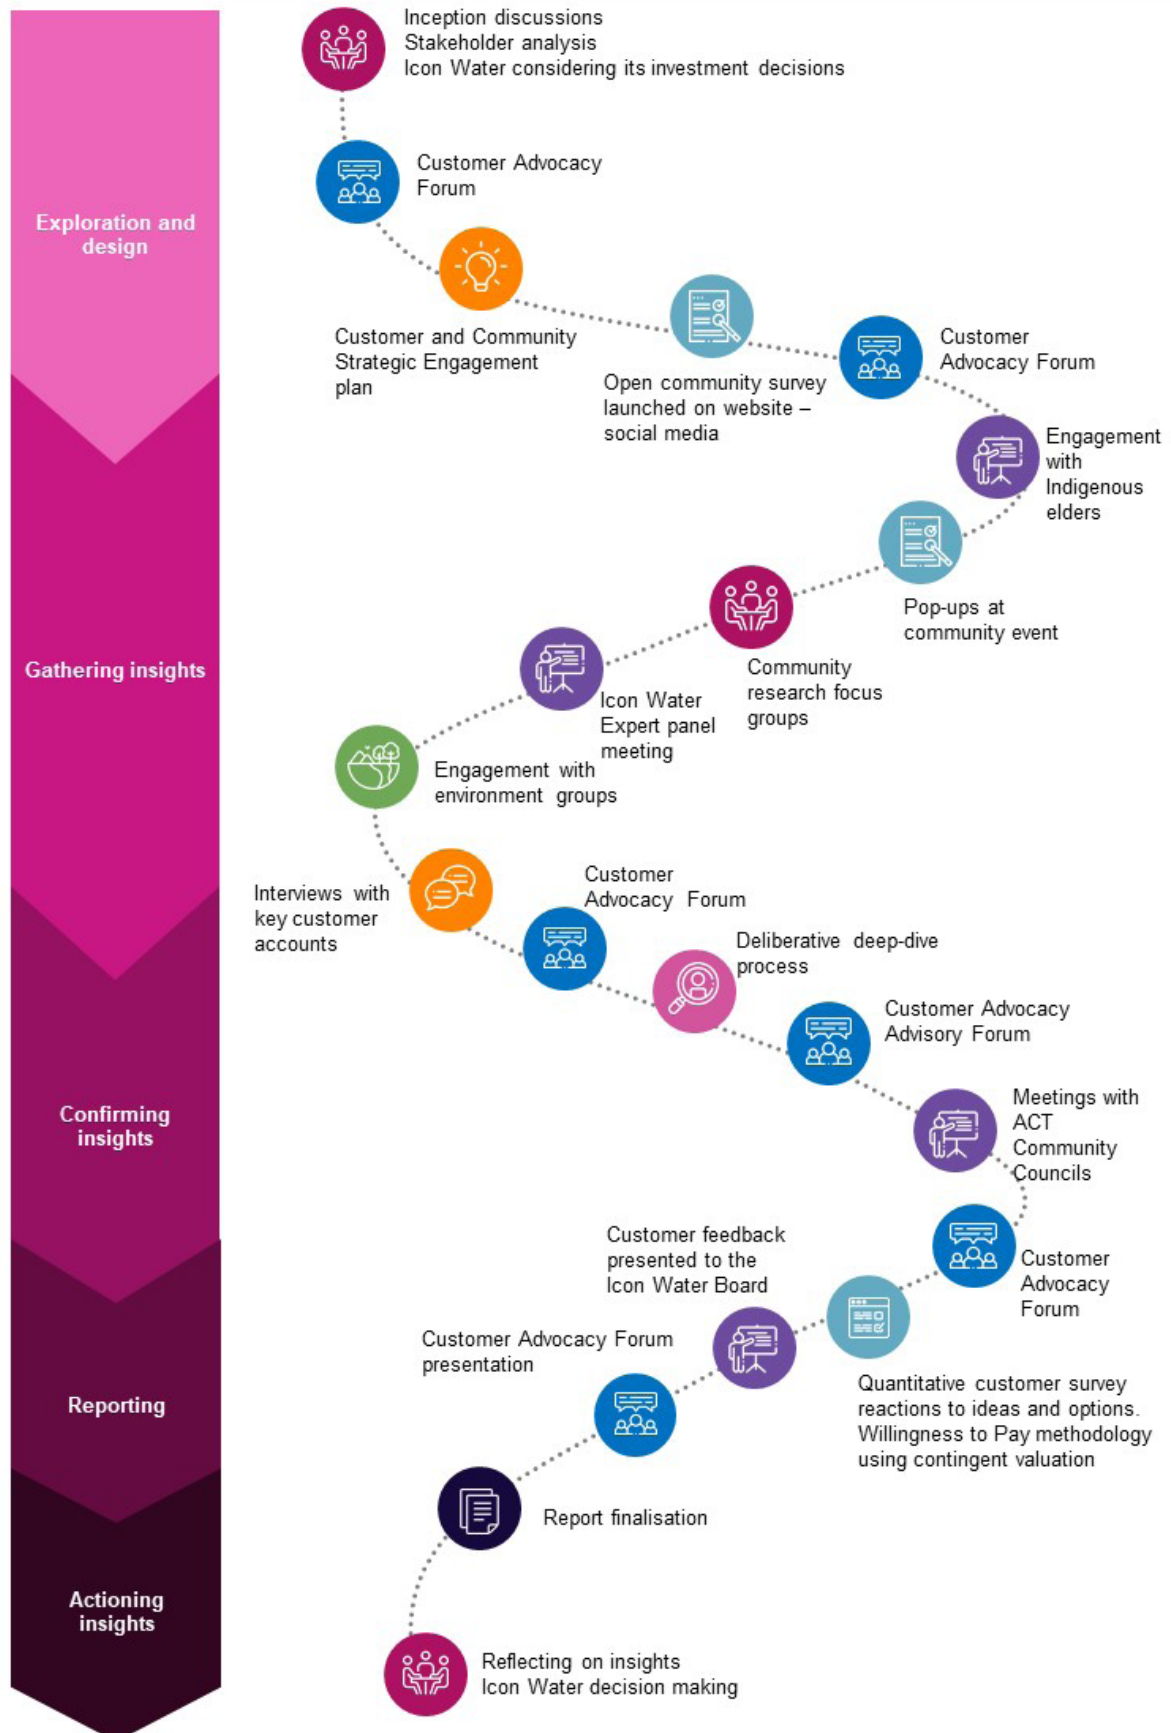 Inception discussions
Stakeholder analysis
Icon Water considering its investment decisions
Customer Advocacy
Forum
Exploration and
design
Customer and Community
Strategic Engagement
plan
Open community survey
launched on website –
social media
Customer
Advocacy Forum
Engagement
with
Indigenous
elders
Pop-ups at
community event
Gathering insights
Community
research focus
groups
Icon Water
Expert panel
meeting
Engagement with
environment groups
Interviews with
key customer
accounts
Customer
Advocacy Forum
Deliberative deep-dive
process
Customer Advocacy
Advisory Forum
Confirming
insights
Meetings with
ACT
Community
Councils
Customer
Advocacy
Forum
Quantitative customer survey
reactions to ideas and options.
Willingness to Pay methodology
using contingent valuation
Customer feedback
presented to the
Icon Water Board
Customer Advocacy Forum
presentation
Reporting
Report finalisation
Actioning
insights
Reflecting on insights
Icon Water decision making